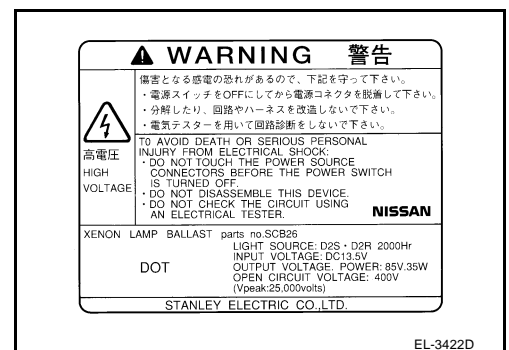 WARNING 警告
傷害となる感電の恐れがあるので、下記を守って下さい。
・電源スイッチをOFFにしてから電源コネクタを脱着して下さい。
・分解したり、回路やハーネスを改造しないで下さい。
・電気テスターを用いて回路診断をしないで下さい。
高電圧
HIGH
VOLTAGE
TO AVOID DEATH OR SERIOUS PERSONAL
INJURY FROM ELECTRICAL SHOCK:
・DO NOT TOUCH THE POWER SOURCE
CONNECTORS BEFORE THE POWER SWITCH
IS TURNED OFF.
・DO NOT DISASSEMBLE THIS DEVICE.
・DO NOT CHECK THE CIRCUIT USING
AN ELECTRICAL TESTER.
NISSAN
XENON LAMP BALLAST parts no.SCB26
DOT
LIGHT SOURCE: D2S・D2R 2000Hr
INPUT VOLTAGE: DC13.5V
OUTPUT VOLTAGE. POWER: 85V.35W
OPEN CIRCUIT VOLTAGE: 400V
(Vpeak:25,000volts)
STANLEY ELECTRIC CO.,LTD.
EL-3422D